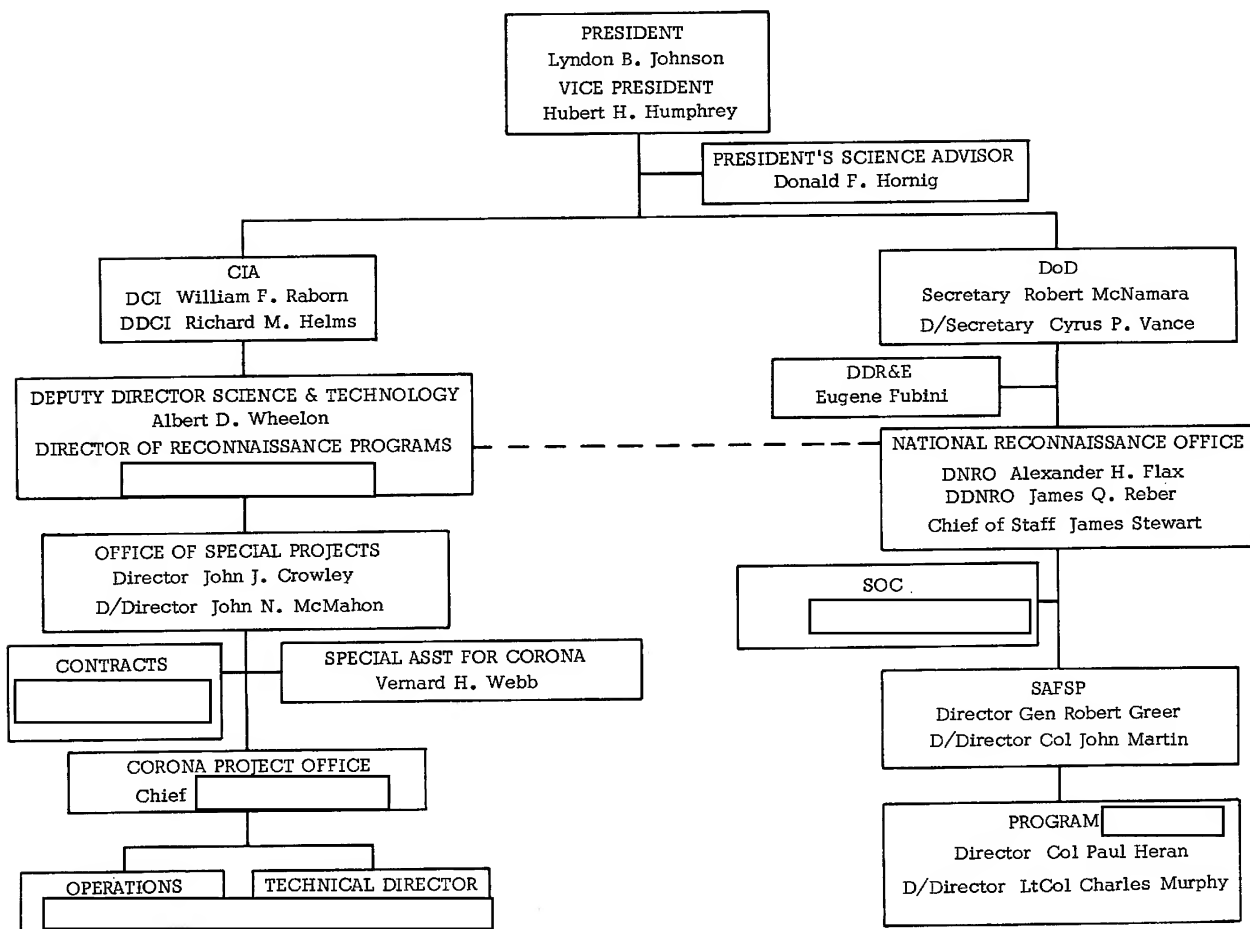 PRESIDENT
Lyndon B. Johnson
VICE PRESIDENT
Hubert H. Humphrey
PRESIDENT'S SCIENCE ADVISOR
Donald F. Hornig
CIA
DCI William F. Raborn
DDCI Richard M. Helms
DoD
Secretary Robert McNamara
D/Secretary Cyrus P. Vance
DDR&E
Eugene Fubini
DEPUTY DIRECTOR SCIENCE & TECHNOLOGY
Albert D. Wheelon
DIRECTOR OF RECONNAISSANCE PROGRAMS
NATIONAL RECONNAISSANCE OFFICE
DNRO Alexander H. Flax
DDNRO James Q. Reber
Chief of Staff James Stewart
OFFICE OF SPECIAL PROJECTS
Director John J. Crowley
D/Director John N. McMahon
SOC
CONTRACTS
SPECIAL ASST FOR CORONA
Vernard H. Webb
SAFSP
Director Gen Robert Greer
D/Director Col John Martin
CORONA PROJECT OFFICE
Chief
PROGRAM
Director Col Paul Heran
D/Director LtCol Charles Murphy
OPERATIONS
TECHNICAL DIRECTOR